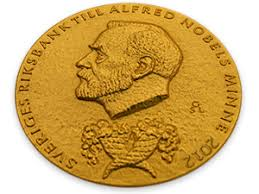 SVERIGES RIKSBANK TILL ALFRED NOBELS MINNE 2012